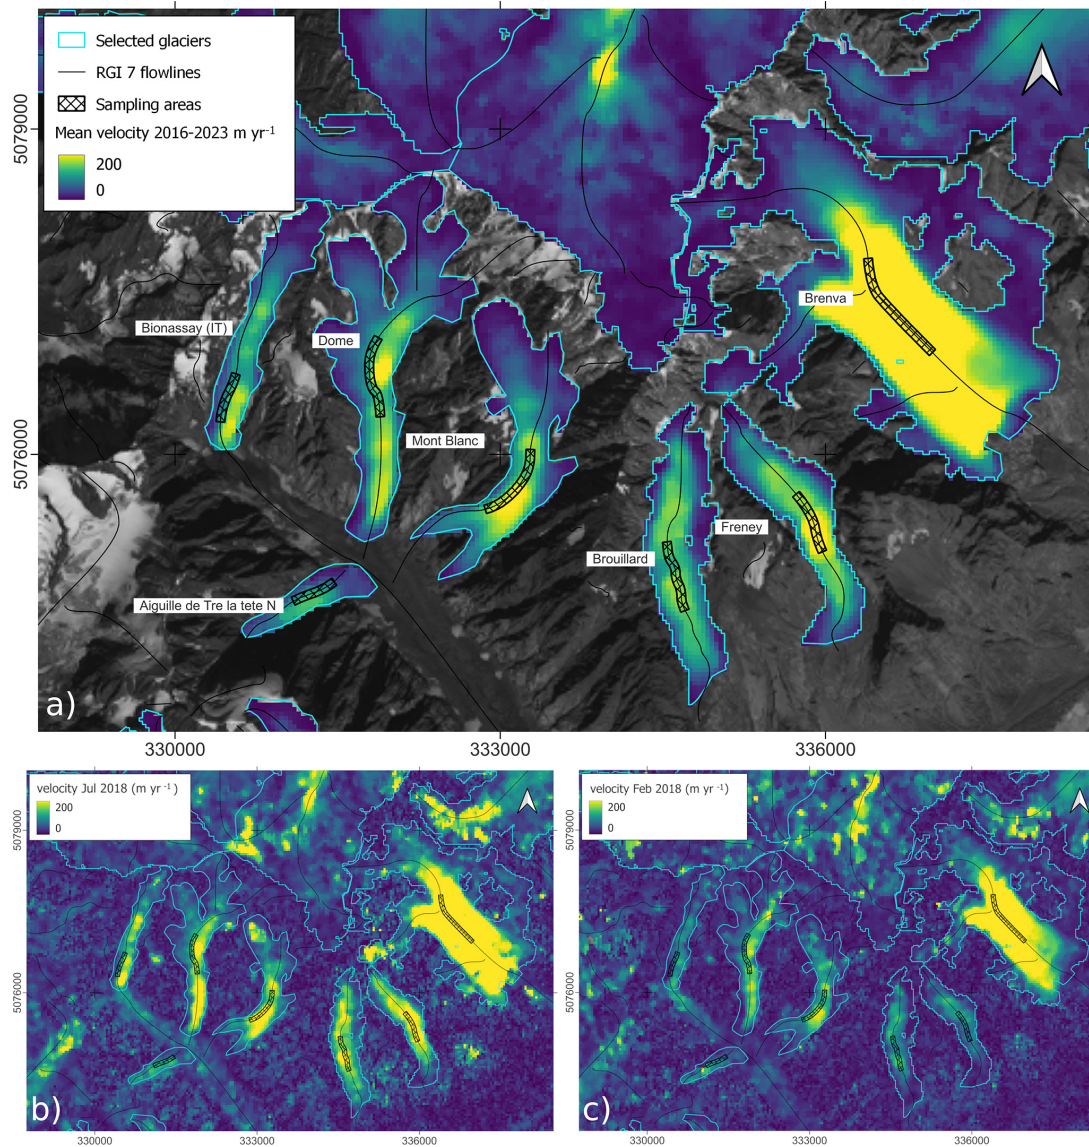 Selected glaciers
RGI 7 flowlines
Sampling areas
Mean velocity 2016-2023 m yr-1
200
0
5079000
5076000
Bionassay (IT)
Dome
Mont Blanc
Brenva
Brouillard
Freney
Aiguille de Tre la tete N
a)
330000
333000
336000
velocity Jul 2018 (m yr -1 )
200
0
5079000
5076000
b)
330000
333000
336000
velocity Feb 2018 (m yr -1 )
200
0
5079000
5076000
c)
330000
333000
336000